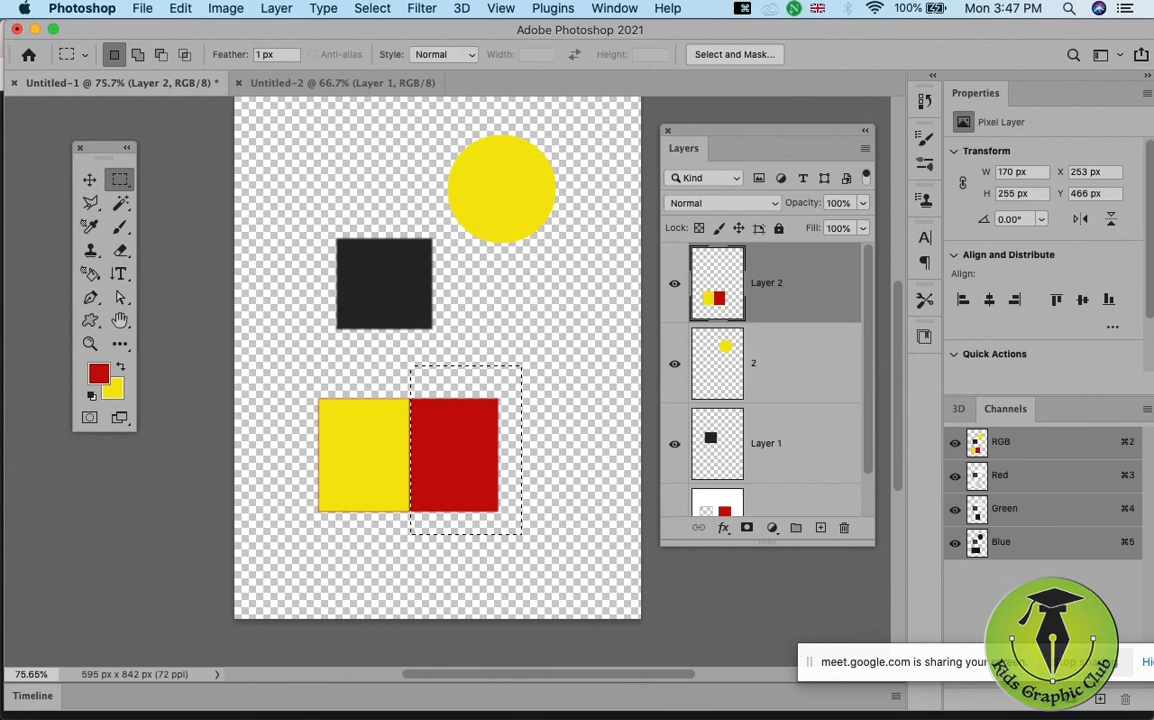 Photoshop File Edit Image Layer Type Select Filter 3D View Plugins Window Help 100% Mon 3:47 PM
Adobe Photoshop 2021
Feather: 1 px Anti-alias Style: Normal Width: Height: Select and Mask...
Untitled-1 @ 75.7% (Layer 2, RGB/8) * Untitled-2 @ 66.7% (Layer 1, RGB/8)
Properties
Pixel Layer
Transform
W 170 px X 253 px
H 255 px Y 466 px
0.00°
Align and Distribute
Align:
Quick Actions
Layers
Kind
Normal Opacity: 100%
Lock: Fill: 100%
Layer 2
2
Layer 1
fx
3D Channels
RGB ⌘2
Red ⌘3
Green ⌘4
Blue ⌘5
meet.google.com is sharing your screen.
Kids Graphic Club
75.65% 595 px x 842 px (72 ppi)
Timeline